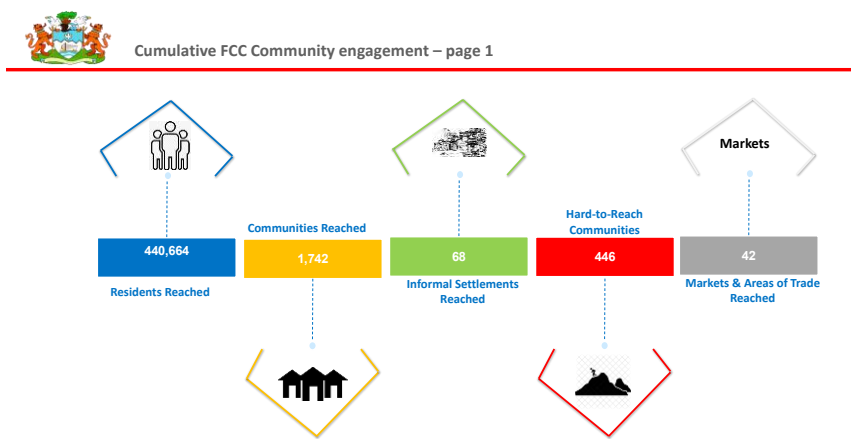 Cumulative FCC Community engagement – page 1
Markets
Hard-to-Reach
Communities
Communities Reached
440,664
1,742
68
446
42
Residents Reached
Informal Settlements
Reached
Markets & Areas of Trade
Reached